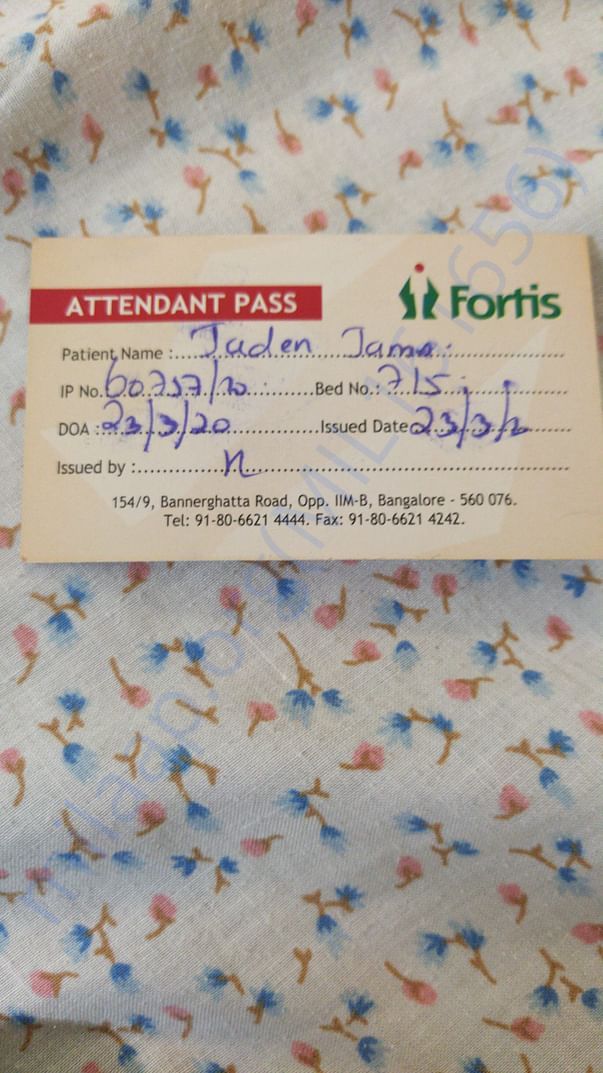 ATTENDANT PASS
Fortis
Patient Name : Jaden Jama
IP No. 60757/20 Bed No.: 715
DOA : 23/3/20 Issued Date 23/3/2
Issued by :
154/9, Bannerghatta Road, Opp. IIM-B, Bangalore - 560 076.
Tel: 91-80-6621 4444. Fax: 91-80-6621 4242.